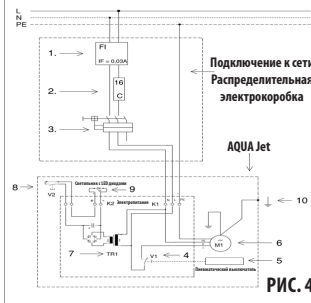 L
N
PE
1.
FI
IF = 0,03A
2.
16
C
3.
Подключение к сети
Распределительная
электрокоробка
AQUA Jet
8
V2
Светильник с LED диодами
9
K2
Электропитания
K1
10
M1
6
7
TR1
V1
4
5
Пневматический выключатель
РИС. 4